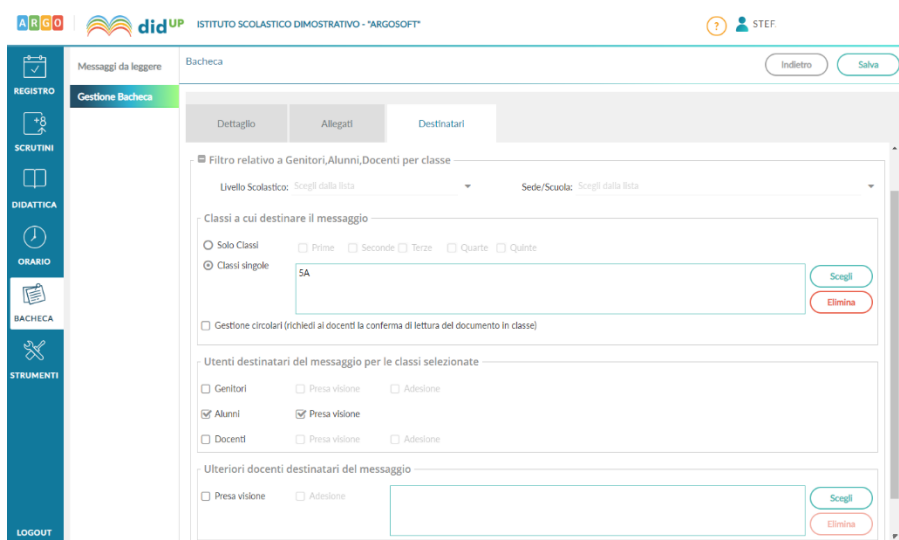 ARGO
didUP
ISTITUTO SCOLASTICO DIMOSTRATIVO - "ARGOSOFT"
?
STEF.
REGISTRO
+8
SCRUTINI
DIDATTICA
ORARIO
BACHECA
STRUMENTI
LOGOUT
Messaggi da leggere
Gestione Bacheca
Bacheca
Indietro
Salva
Dettaglio
Allegati
Destinatari
Filtro relativo a Genitori,Alunni,Docenti per classe
Livello Scolastico: Scegli dalla lista
Sede/Scuola: Scegli dalla lista
Classi a cui destinare il messaggio
Solo Classi Prime Seconde Terze Quarte Quinte
Classi singole
5A
Scegli
Elimina
Gestione circolari (richiedi ai docenti la conferma di lettura del documento in classe)
Utenti destinatari del messaggio per le classi selezionate
Genitori Presa visione Adesione
Alunni Presa visione
Docenti Presa visione Adesione
Ulteriori docenti destinatari del messaggio
Presa visione Adesione
Scegli
Elimina